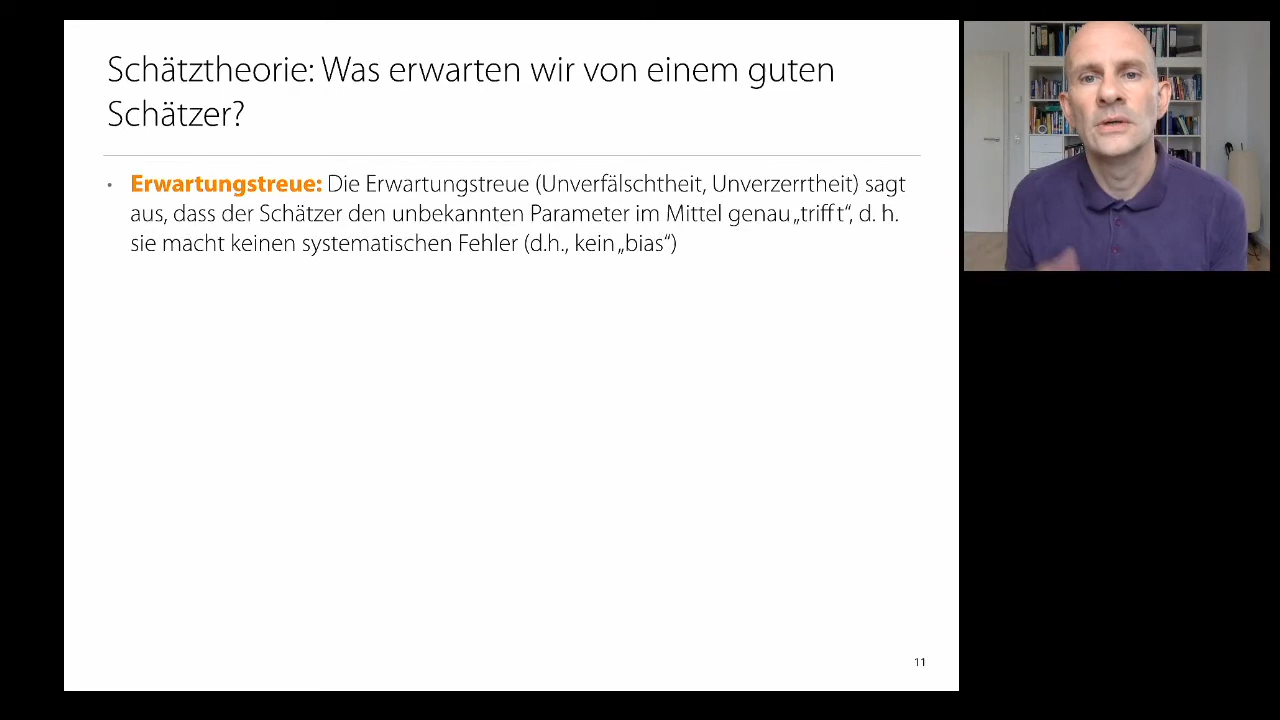 Schätztheorie: Was erwarten wir von einem guten
Schätzer?
• Erwartungstreue: Die Erwartungstreue (Unverfälschtheit, Unverzerrtheit) sagt
aus, dass der Schätzer den unbekannten Parameter im Mittel genau „trifft“, d. h.
sie macht keinen systematischen Fehler (d.h., kein „bias“)
11